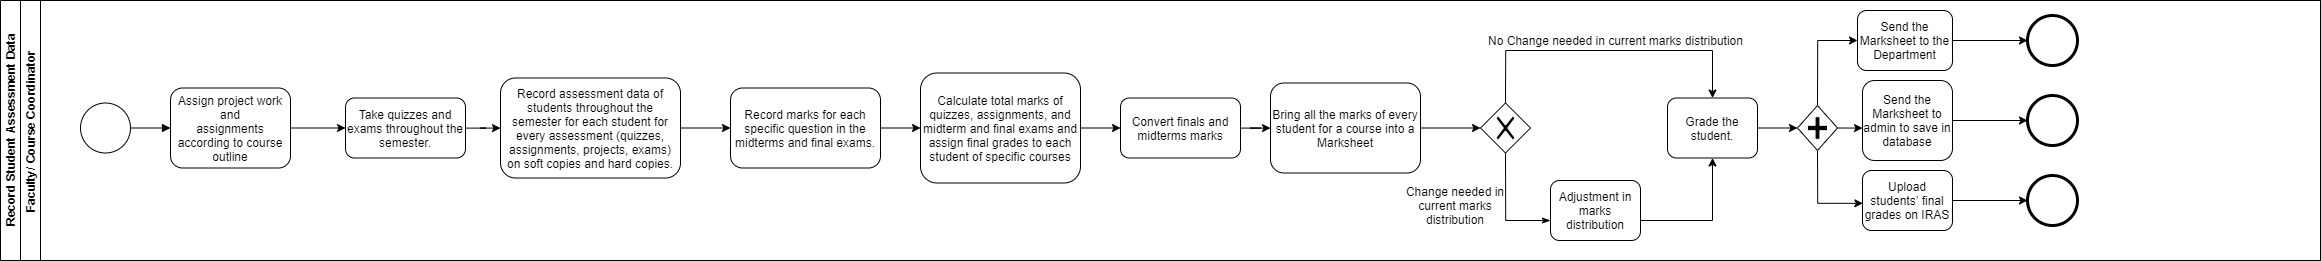 Record Student Assessment Data
Faculty/ Course Coordinator
Assign project work
and
assignments
according to course
outline
Take quizzes and
exams throughout the
semester.
Record assessment data of
students throughout the
semester for each student for
every assessment (quizzes,
assignments, projects, exams)
on soft copies and hard copies.
Record marks for each
specific question in the
midterms and final exams.
Calculate total marks of
quizzes, assignments, and
midterm and final exams and
assign final grades to each
student of specific courses
Convert finals and
midterms marks
Bring all the marks of every
student for a course into a
Marksheet
No Change needed in current marks distribution
Change needed in
current marks
distribution
Adjustment in
marks
distribution
Grade the
student.
Send the
Marksheet to the
Department
Send the
Marksheet to
admin to save in
database
Upload
students’ final
grades on IRAS